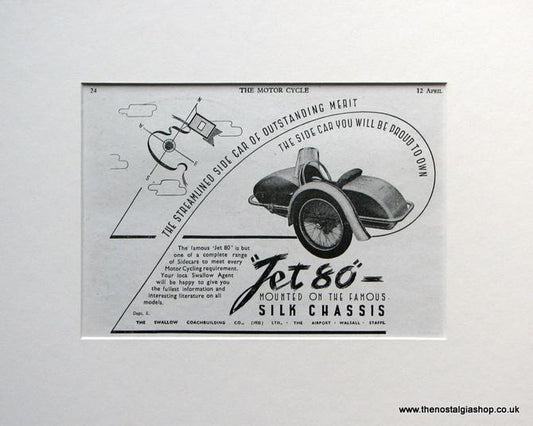 24 THE MOTOR CYCLE 12 APRIL
THE STREAMLINED SIDE CAR OF OUTSTANDING MERIT
THE SIDE CAR YOU WILL BE PROUD TO OWN
The famous 'Jet 80' is but
one of a complete range
of Sidecars to meet every
Motor Cycling requirement.
Your loca Swallow Agent
will be happy to give you
the fullest information and
interesting literature on all
models.
Dept. E.
"Jet 80"—
MOUNTED ON THE FAMOUS
SILK CHASSIS
THE SWALLOW COACHBUILDING CO., (1935) LTD., · THE AIRPORT · WALSALL · STAFFS.
www.thenostalgiashop.co.uk